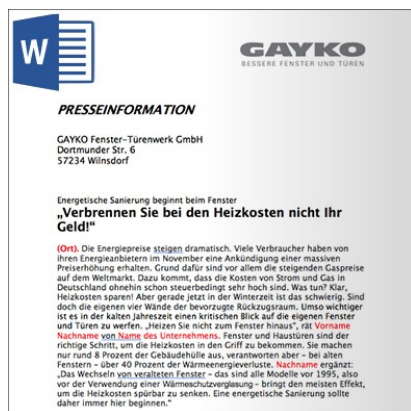 W
GAYKO
BESSERE FENSTER UND TÜREN
PRESSEINFORMATION
GAYKO Fenster-Türenwerk GmbH
Dortmunder Str. 6
57234 Wilnsdorf
Energetische Sanierung beginnt beim Fenster
„Verbrennen Sie bei den Heizkosten nicht Ihr
Geld!“
(Ort). Die Energiepreise steigen dramatisch. Viele Verbraucher haben von
ihren Energieanbietern im November eine Ankündigung einer massiven
Preiserhöhung erhalten. Grund dafür sind vor allem die steigenden Gaspreise
auf dem Weltmarkt. Dazu kommt, dass die Kosten von Strom und Gas in
Deutschland ohnehin schon steuerbedingt sehr hoch sind. Was tun? Klar,
Heizkosten sparen! Aber gerade jetzt in der Winterzeit ist das schwierig. Sind
doch die eigenen vier Wände der bevorzugte Rückzugsraum. Umso wichtiger
ist es in der kalten Jahreszeit einen kritischen Blick auf die eigenen Fenster
und Türen zu werfen. „Heizen Sie nicht zum Fenster hinaus“, rät Vorname
Nachname von Name des Unternehmens. Fenster und Haustüren sind der
richtige Schritt, um die Heizkosten in den Griff zu bekommen. Sie machen
nur rund 8 Prozent der Gebäudehülle aus, verantworten aber – bei alten
Fenstern – über 40 Prozent der Wärmeenergieverluste. Nachname ergänzt:
„Das Wechseln von veralteten Fenster – das sind alle Modelle vor 1995, also
vor der Verwendung einer Wärmeschutzverglasung – bringt den meisten Effekt,
um die Heizkosten spürbar zu senken. Eine energetische Sanierung sollte
daher immer hier beginnen.“